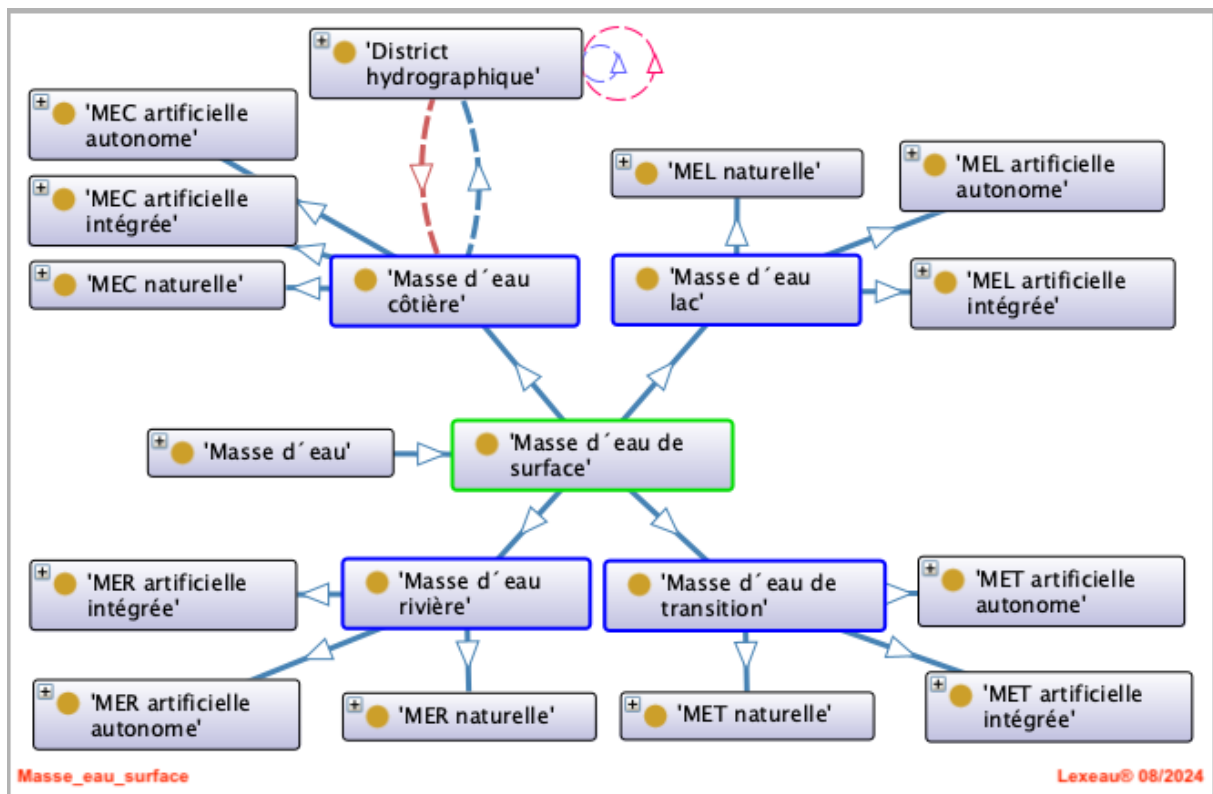 'District
hydrographique'
'MEC artificielle
autonome'
'MEC artificielle
intégrée'
'MEC naturelle'
'Masse d´eau
côtière'
'MEL naturelle'
'MEL artificielle
autonome'
'Masse d´eau
lac'
'MEL artificielle
intégrée'
'Masse d´eau'
'Masse d´eau de
surface'
'MER artificielle
intégrée'
'Masse d´eau
rivière'
'Masse d´eau de
transition'
'MET artificielle
autonome'
'MER artificielle
autonome'
'MER naturelle'
'MET naturelle'
'MET artificielle
intégrée'
Masse_eau_surface
Lexeau® 08/2024